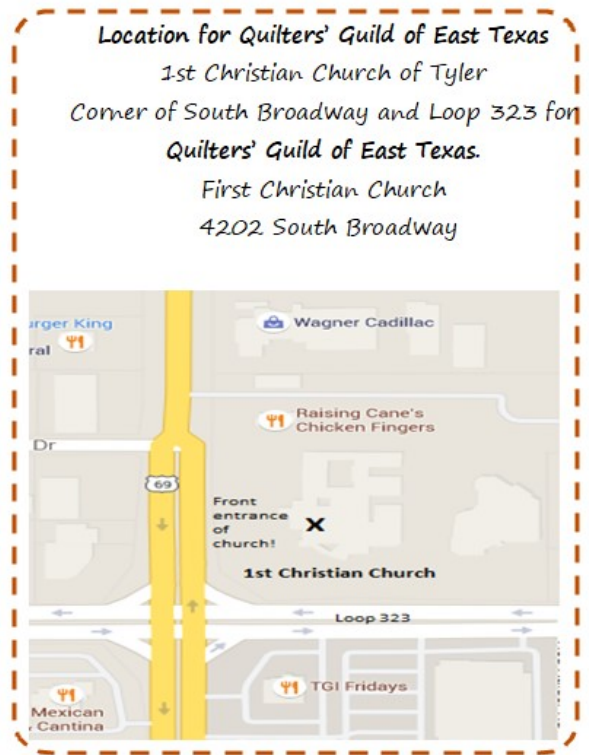 Location for Quilters' Guild of East Texas
1st Christian Church of Tyler
Corner of South Broadway and Loop 323 for
Quilters' Guild of East Texas.
First Christian Church
4202 South Broadway
urger King
ral
Wagner Cadillac
Raising Cane's
Chicken Fingers
Dr
69
Front
entrance
of
church!
X
1st Christian Church
Loop 323
TGI Fridays
Mexican
Cantina